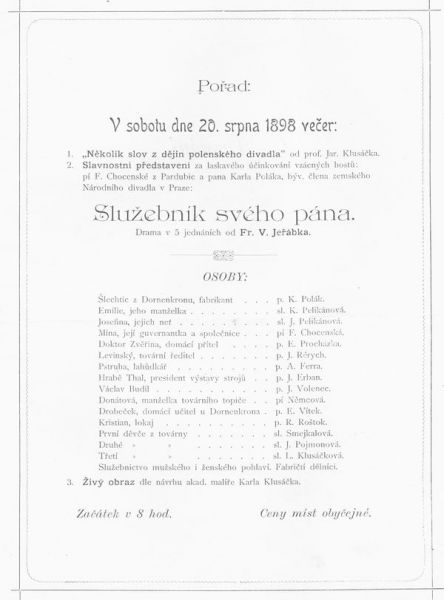 Pořad:
V sobotu dne 20. srpna 1898 večer:
1. „Několik slov z dějin polenského divadla" od prof. Jar. Klusáčka.
2. Slavnostní představení za laskavého účinkování vzácných hostů:
pí F. Chocenské z Pardubic a pana Karla Poláka, býv. člena zemského
Národního divadla v Praze:
Služebník svého pána.
Drama v 5 jednáních od Fr. V. Jeřábka.
OSOBY:
Šlechtic z Dornenkronu, fabrikant . . . p. K. Polák.
Emilie, jeho manželka . . . . . . . . sl. K. Pelikánová.
Josefina, jejich neť . . . . . . . . . sl. J. Pelikánová.
Mina, její guvernantka a společnice . . . pí F. Chocenská.
Doktor Zvěřina, domácí přítel . . . . p. E. Procházka.
Levinský, tovární ředitel . . . . . . . p. J. Rérych.
Pstruha, lahůdkář . . . . . . . . . p. A. Ferra.
Hrabě Thal, president výstavy strojů . . p. J. Erban.
Václav Budil . . . . . . . . . . . p. J. Volenec.
Donátová, manželka továrního topiče . . pí Němcová.
Drobeček, domácí učitel u Dornenkrona . p. E. Vítek.
Kristian, lokaj . . . . . . . . . . p. R. Roštok.
První děvče z továrny . . . . . . . sl. Smejkalová.
Druhé » » . . . . . . . sl. J. Pojmonová.
Třetí » » . . . . . . . sl. L. Klusáčková.
Služebnictvo mužského i ženského pohlaví. Fabričtí dělníci.
3. Živý obraz dle návrhu akad. malíře Karla Klusáčka.
Začátek v 8 hod. Ceny míst obyčejné.